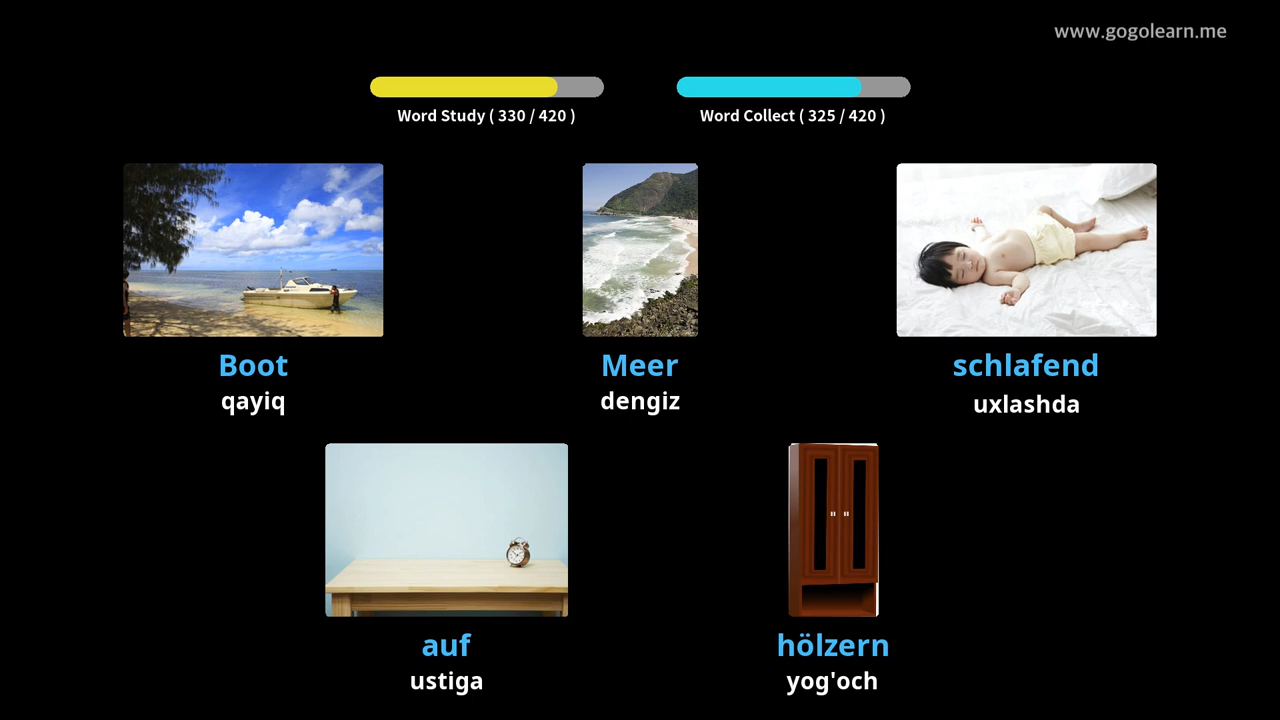 www.gogolearn.me
Word Study ( 330 / 420 )
Word Collect ( 325 / 420 )
Boot
qayiq
Meer
dengiz
schlafend
uxlashda
auf
ustiga
hölzern
yog'och